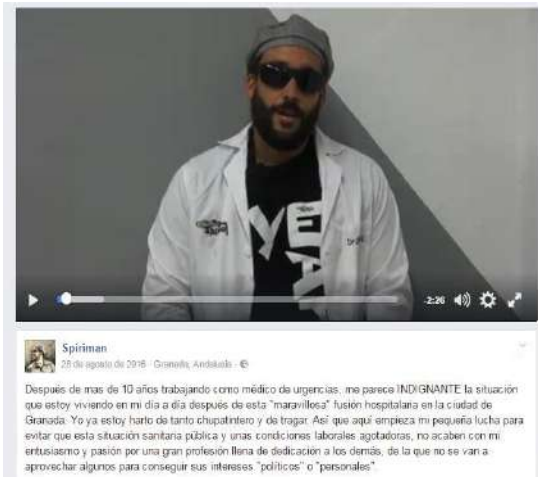 YEAH
-2:26
Spiriman
26 de agosto de 2016 · Granada, Andalucía ·
Después de mas de 10 años trabajando como médico de urgencias, me parece INDIGNANTE la situación
que estoy viviendo en mi día a día después de esta "maravillosa" fusión hospitalaria en la ciudad de
Granada. Yo ya estoy harto de tanto chupatintero y de tragar. Así que aquí empieza mi pequeña lucha para
evitar que esta situación sanitaria pública y unas condiciones laborales agotadoras, no acaben con mi
entusiasmo y pasión por una gran profesión llena de dedicación a los demás, de la que no se van a
aprovechar algunos para conseguir sus intereses "políticos" o "personales".